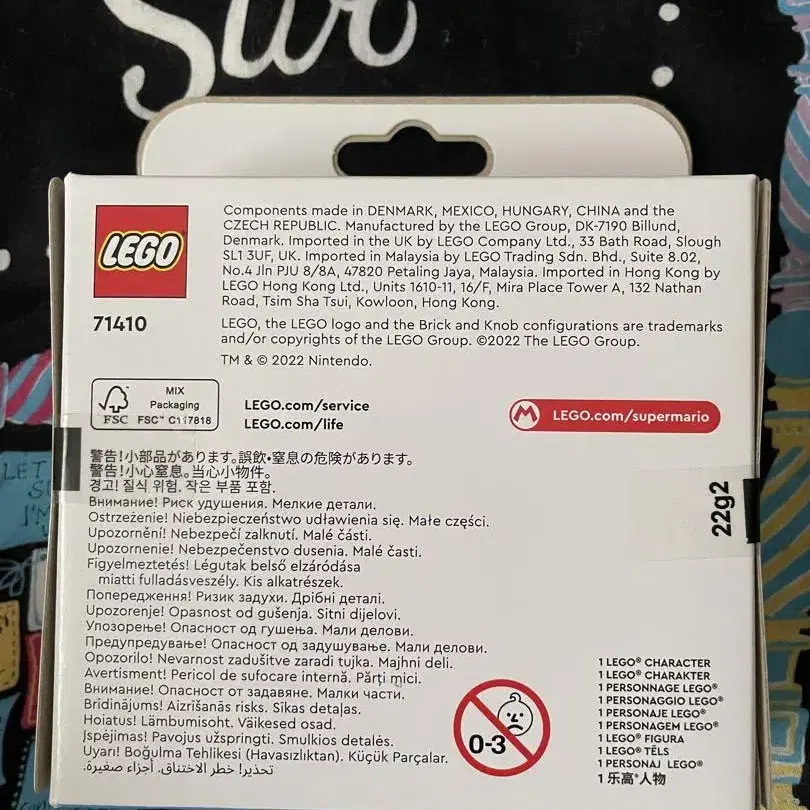 Sur
Components made in DENMARK, MEXICO, HUNGARY, CHINA and the
CZECH REPUBLIC. Manufactured by the LEGO Group, DK-7190 Billund,
Denmark. Imported in the UK by LEGO Company Ltd., 33 Bath Road, Slough
SL1 3UF, UK. Imported in Malaysia by LEGO Trading Sdn. Bhd., Suite 8.02,
No.4 Jln PJU 8/8A, 47820 Petaling Jaya, Malaysia. Imported in Hong Kong by
LEGO Hong Kong Ltd., Units 1610-11, 16/F, Mira Place Tower A, 132 Nathan
Road, Tsim Sha Tsui, Kowloon, Hong Kong.
LEGO
71410
LEGO, the LEGO logo and the Brick and Knob configurations are trademarks
and/or copyrights of the LEGO Group. ©2022 The LEGO Group.
TM & © 2022 Nintendo.
MIX
Packaging
FSC FSC™ C117818
LEGO.com/service
LEGO.com/life
M LEGO.com/supermario
警告!小部品があります。誤飲•窒息の危険があります。
警告!小心窒息。当心小物件。
경고! 질식 위험. 작은 부품 포함.
Внимание! Риск удушения. Мелкие детали.
Ostrzeżenie! Niebezpieczeństwo udławienia się. Małe części.
Upozornění! Nebezpečí zalknutí. Malé části.
Upozornenie! Nebezpečenstvo dusenia. Malé časti.
Figyelmeztetés! Légutak belső elzáródása
miatti fulladásveszély. Kis alkatrészek.
Попередження! Ризик задухи. Дрібні деталі.
Upozorenje! Opasnost od gušenja. Sitni dijelovi.
Упозорење! Опасност од гушења. Мали делови.
Предупредување! Опасност од задушување. Мали делови.
Opozorilo! Nevarnost zadušitve zaradi tujka. Majhni deli.
Avertisment! Pericol de sufocare internă. Părți mici.
Внимание! Опасност от задавяне. Малки части.
Brīdinājums! Aizrīšanās risks. Sīkas detaļas.
Hoiatus! Lämbumisoht. Väikesed osad.
Įspėjimas! Pavojus užspringti. Smulkios detalės.
Uyarı! Boğulma Tehlikesi (Havasızlıktan). Küçük Parçalar.
تحذير! خطر الاختناق. أجزاء صغيرة.
22g2
0-3
1 LEGO® CHARACTER
1 LEGO® CHARAKTER
1 PERSONNAGE LEGO®
1 PERSONAGGIO LEGO®
1 PERSONAJE LEGO®
1 PERSONAGEM LEGO®
1 LEGO® FIGURA
1 LEGO® TĒLS
1 PERSONAJ LEGO®
1 乐高®人物
LET
I'M